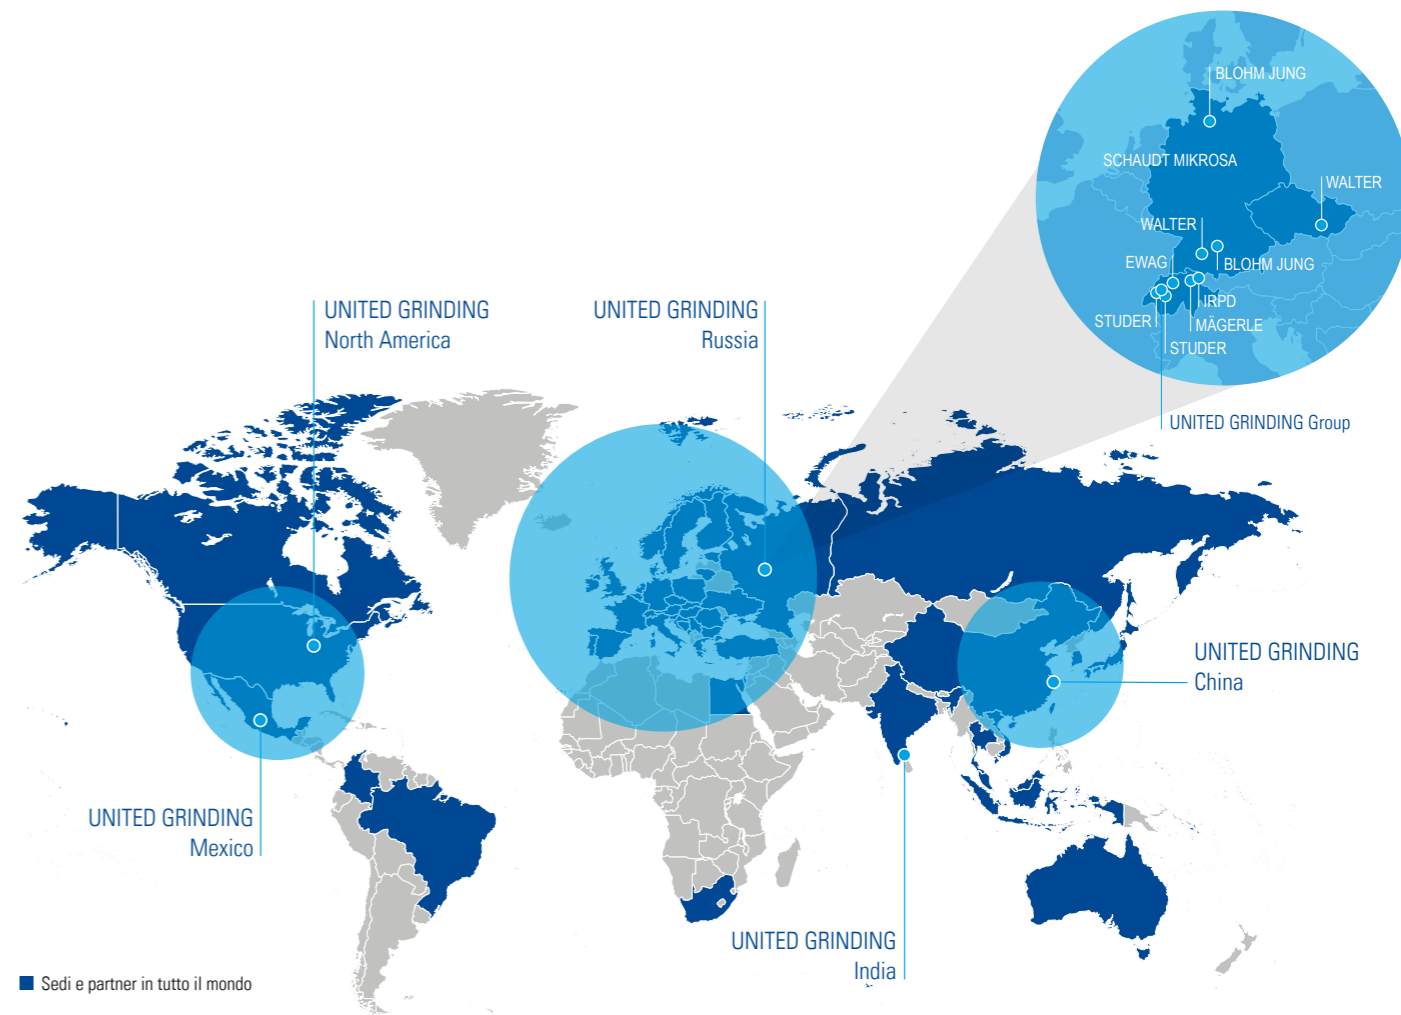 BLOHM JUNG
SCHAUDT MIKROSA
WALTER
WALTER
EWAG
BLOHM JUNG
IRPD
STUDER
MÄGERLE
STUDER
UNITED GRINDING Group
UNITED GRINDING
North America
UNITED GRINDING
Russia
UNITED GRINDING
China
UNITED GRINDING
Mexico
UNITED GRINDING
India
Sedi e partner in tutto il mondo